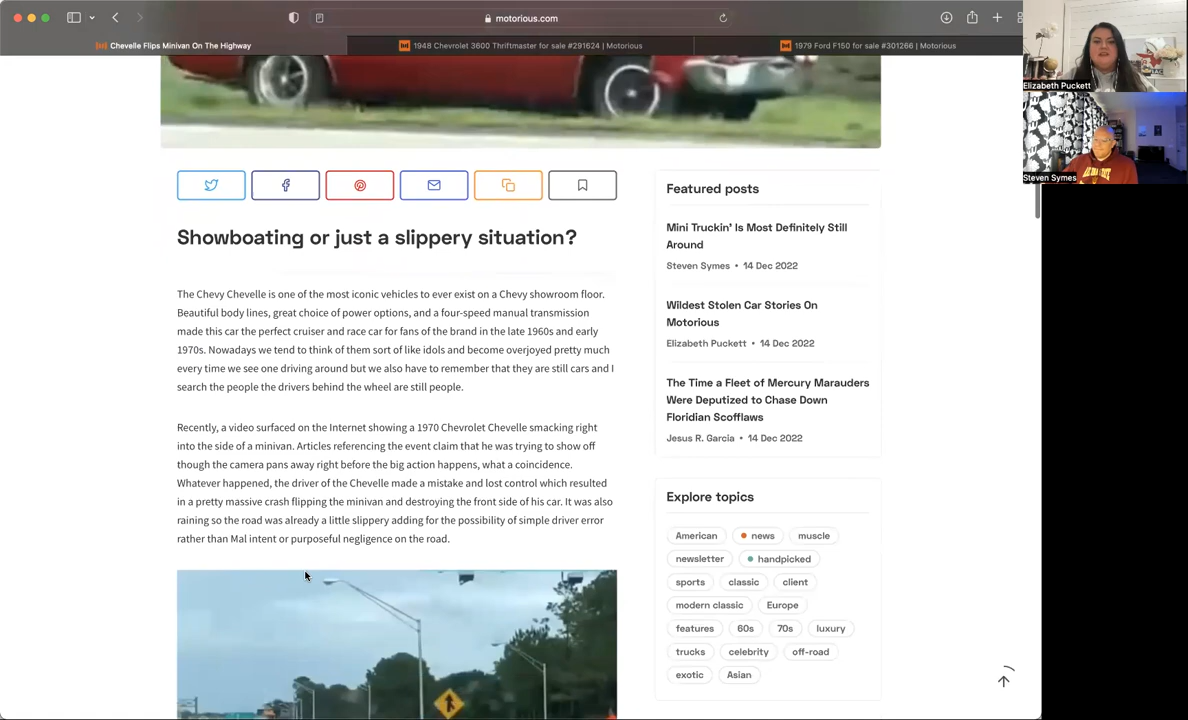 motorious.com
Chevelle Flips Minivan On The Highway
1948 Chevrolet 3600 Thriftmaster for sale #291624 | Motorious
1979 Ford F150 for sale #301266 | Motorious
Elizabeth Puckett
Steven Symes
Showboating or just a slippery situation?
The Chevy Chevelle is one of the most iconic vehicles to ever exist on a Chevy showroom floor.
Beautiful body lines, great choice of power options, and a four-speed manual transmission
made this car the perfect cruiser and race car for fans of the brand in the late 1960s and early
1970s. Nowadays we tend to think of them sort of like idols and become overjoyed pretty much
every time we see one driving around but we also have to remember that they are still cars and I
search the people the drivers behind the wheel are still people.
Recently, a video surfaced on the Internet showing a 1970 Chevrolet Chevelle smacking right
into the side of a minivan. Articles referencing the event claim that he was trying to show off
though the camera pans away right before the big action happens, what a coincidence.
Whatever happened, the driver of the Chevelle made a mistake and lost control which resulted
in a pretty massive crash flipping the minivan and destroying the front side of his car. It was also
raining so the road was already a little slippery adding for the possibility of simple driver error
rather than Mal intent or purposeful negligence on the road.
Featured posts
Mini Truckin' Is Most Definitely Still
Around
Steven Symes • 14 Dec 2022
Wildest Stolen Car Stories On
Motorious
Elizabeth Puckett • 14 Dec 2022
The Time a Fleet of Mercury Marauders
Were Deputized to Chase Down
Floridian Scofflaws
Jesus R. Garcia • 14 Dec 2022
Explore topics
American news muscle
newsletter handpicked
sports classic client
modern classic Europe
features 60s 70s luxury
trucks celebrity off-road
exotic Asian